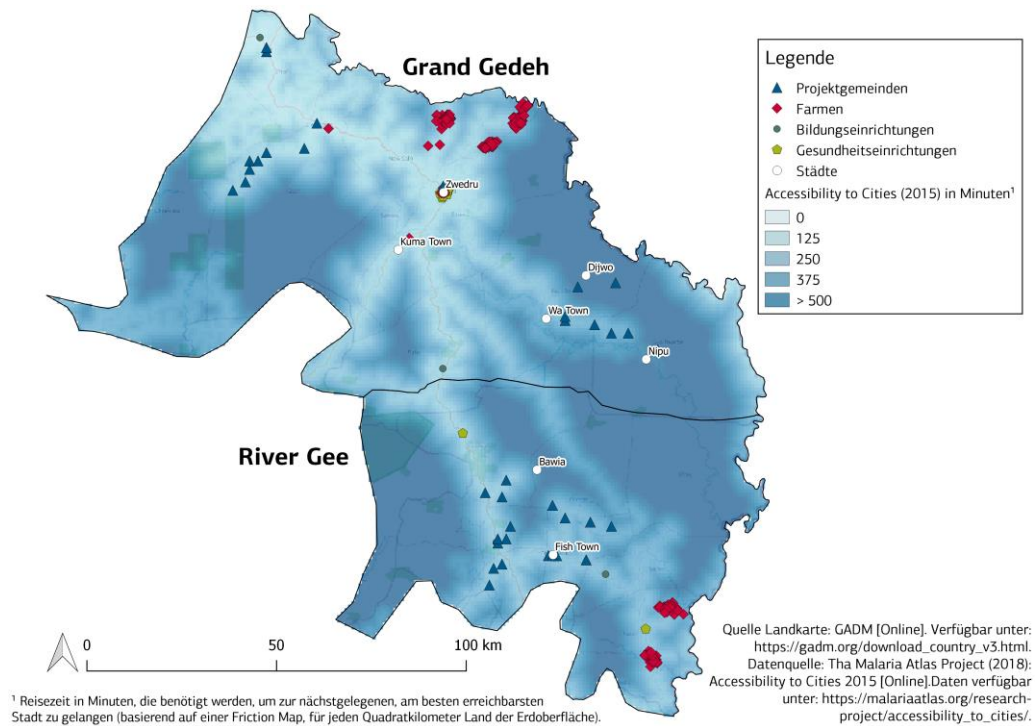 Grand Gedeh
Legende
Projektgemeinden
Farmen
Bildungseinrichtungen
Gesundheitseinrichtungen
Städte
Accessibility to Cities (2015) in Minuten¹
0
125
250
375
> 500
Zwedru
Kuma Town
Dijwo
Wa Town
Nipu
River Gee
Bawia
Fish Town
0 50 100 km
Quelle Landkarte: GADM [Online]. Verfügbar unter:
https://gadm.org/download_country_v3.html.
Datenquelle: Tha Malaria Atlas Project (2018):
Accessibility to Cities 2015 [Online].Daten verfügbar
unter: https://malariaatlas.org/research-
project/accessibility_to_cities/.
¹ Reisezeit in Minuten, die benötigt werden, um zur nächstgelegenen, am besten erreichbarsten
Stadt zu gelangen (basierend auf einer Friction Map, für jeden Quadratkilometer Land der Erdoberfläche).